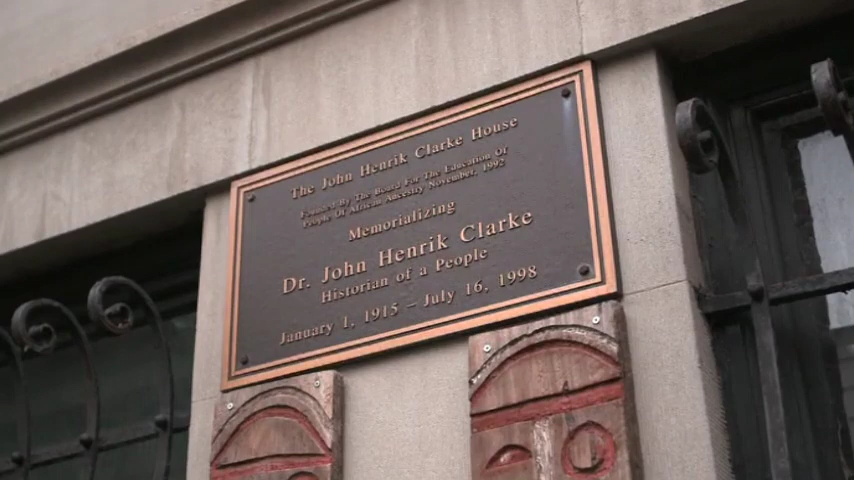 The John Henrik Clarke House
Founded By The Board For The Education Of
People Of African Ancestry November, 1992
Memorializing
Dr. John Henrik Clarke
Historian of a People
January 1, 1915 – July 16, 1998